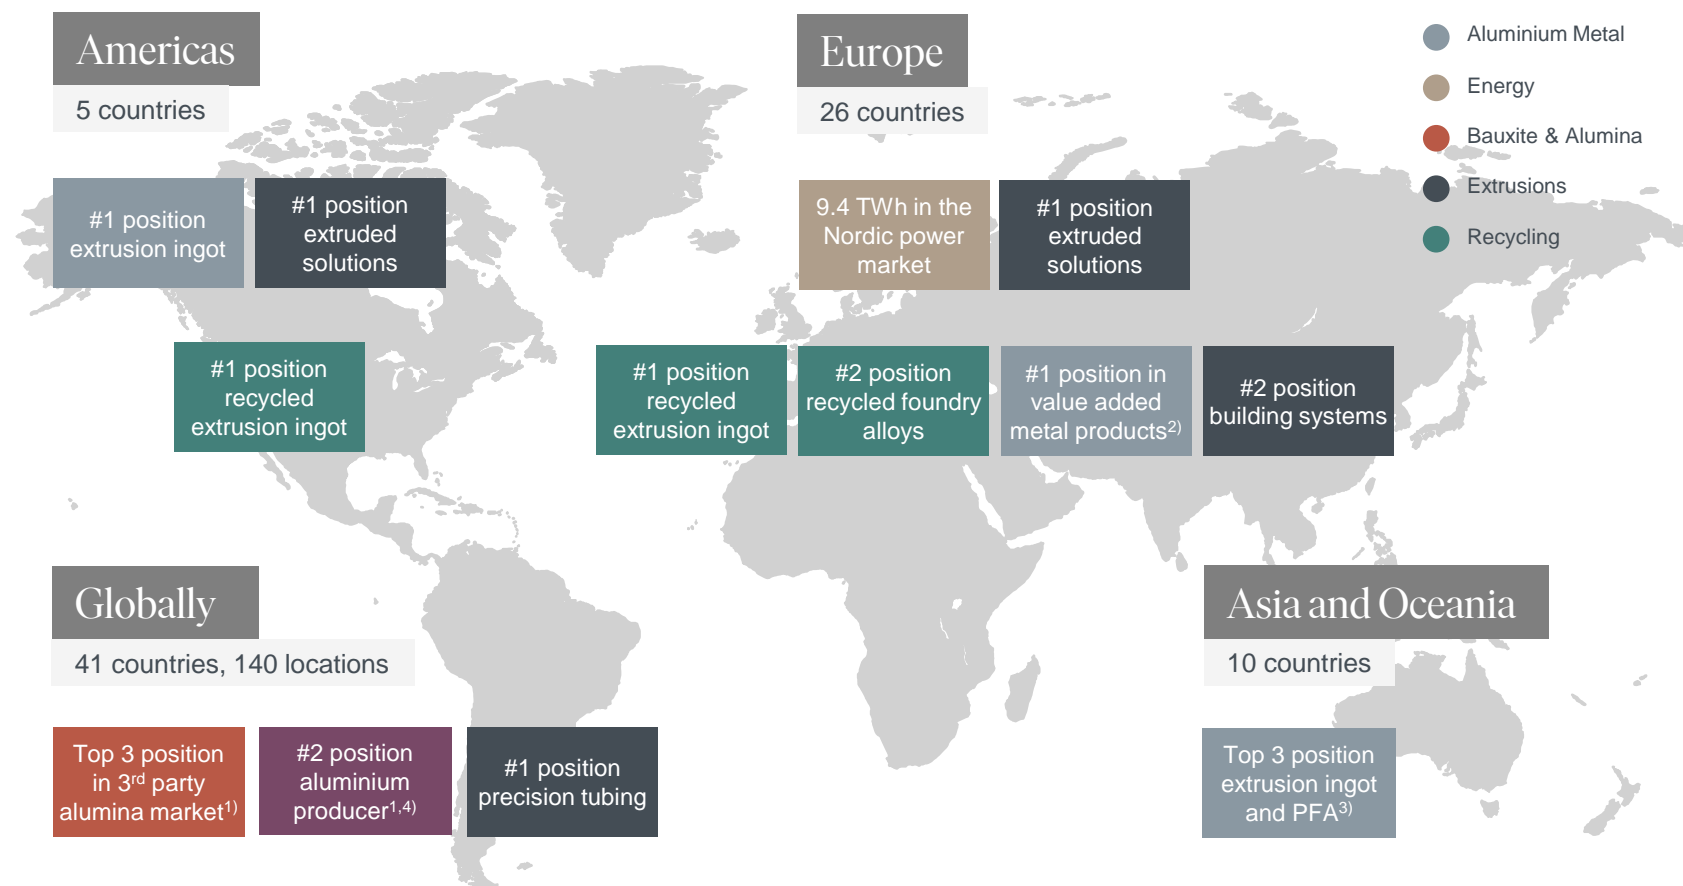 Americas
5 countries
#1 position
extrusion ingot
#1 position
extruded
solutions
#1 position
recycled
extrusion ingot
Europe
26 countries
9.4 TWh in the
Nordic power
market
#1 position
extruded
solutions
#1 position
recycled
extrusion ingot
#2 position
recycled foundry
alloys
#1 position in
value added
metal products2)
#2 position
building systems
Aluminium Metal
Energy
Bauxite & Alumina
Extrusions
Recycling
Globally
41 countries, 140 locations
Top 3 position
in 3rd party
alumina market1)
#2 position
aluminium
producer1,4)
#1 position
precision tubing
Asia and Oceania
10 countries
Top 3 position
extrusion ingot
and PFA3)